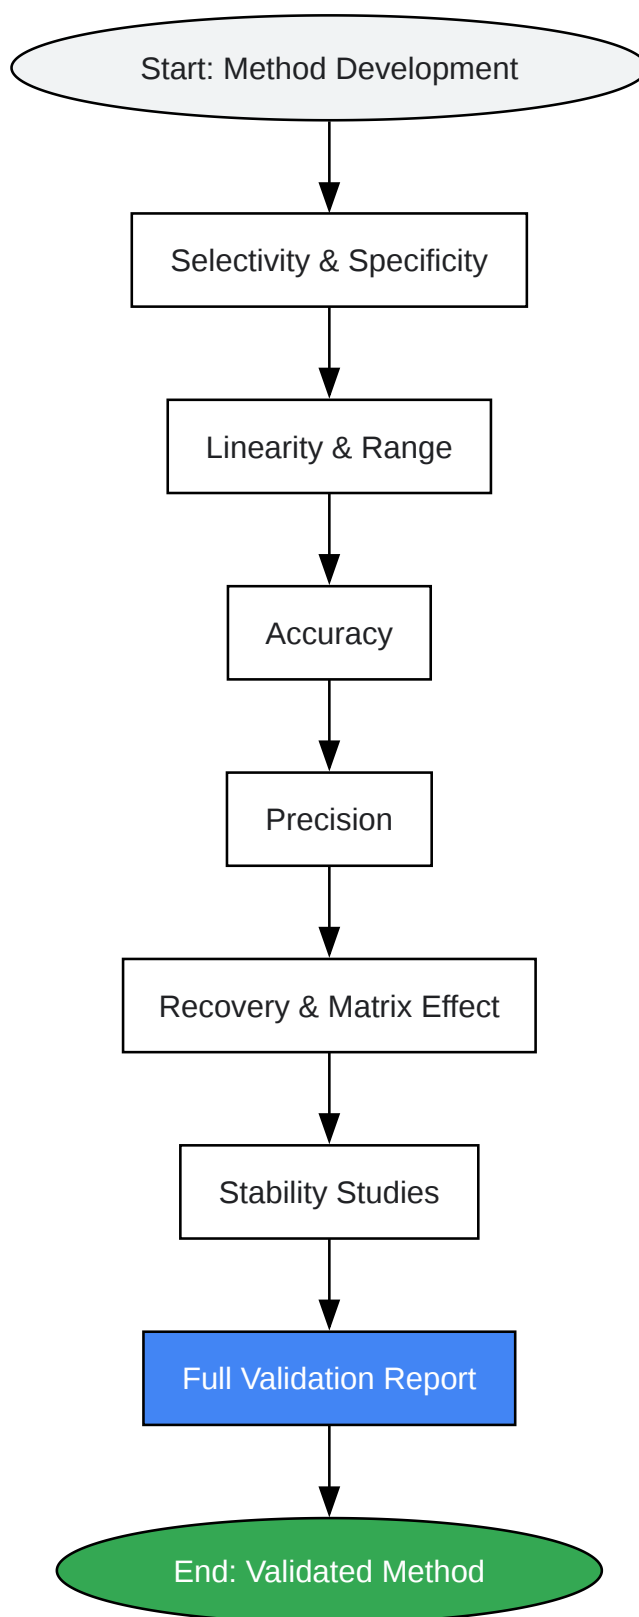 Start: Method Development
Selectivity & Specificity
Linearity & Range
Accuracy
Precision
Recovery & Matrix Effect
Stability Studies
Full Validation Report
End: Validated Method